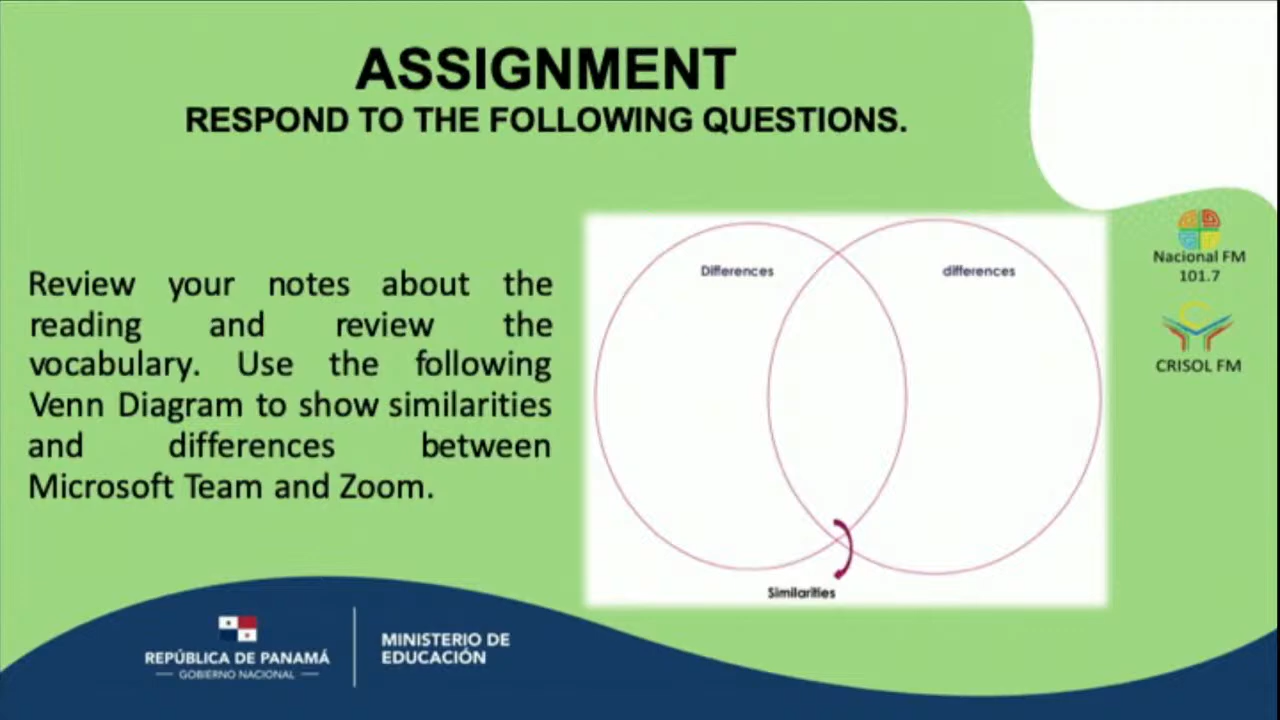 ASSIGNMENT
RESPOND TO THE FOLLOWING QUESTIONS.
Review your notes about the
reading and review the
vocabulary. Use the following
Venn Diagram to show similarities
and differences between
Microsoft Team and Zoom.
Differences
differences
Similarities
Nacional FM
101.7
CRISOL FM
REPÚBLICA DE PANAMÁ
GOBIERNO NACIONAL
MINISTERIO DE
EDUCACIÓN